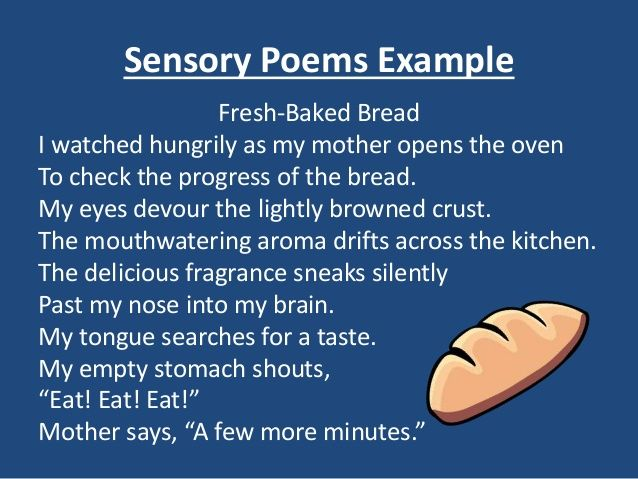 Sensory Poems Example
Fresh-Baked Bread
I watched hungrily as my mother opens the oven
To check the progress of the bread.
My eyes devour the lightly browned crust.
The mouthwatering aroma drifts across the kitchen.
The delicious fragrance sneaks silently
Past my nose into my brain.
My tongue searches for a taste.
My empty stomach shouts,
“Eat! Eat! Eat!”
Mother says, “A few more minutes.”